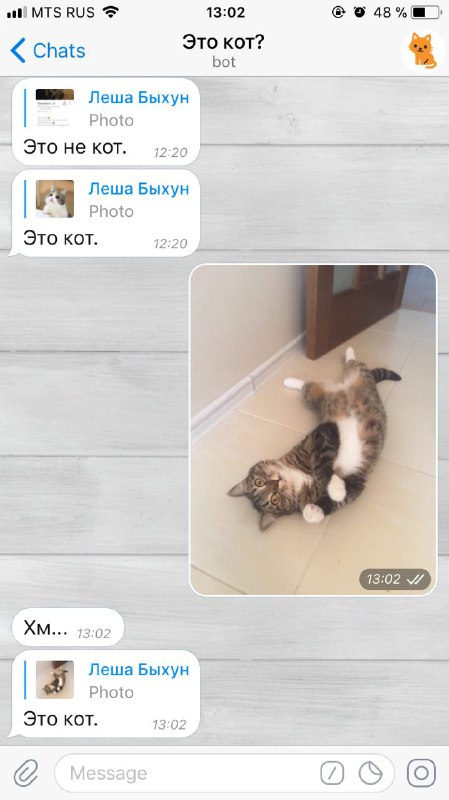 MTS RUS 13:02 48 %
Chats Это кот?
bot
Леша Быхун
Photo
Это не кот. 12:20
Леша Быхун
Photo
Это кот. 12:20
13:02
Хм... 13:02
Леша Быхун
Photo
Это кот. 13:02
Message